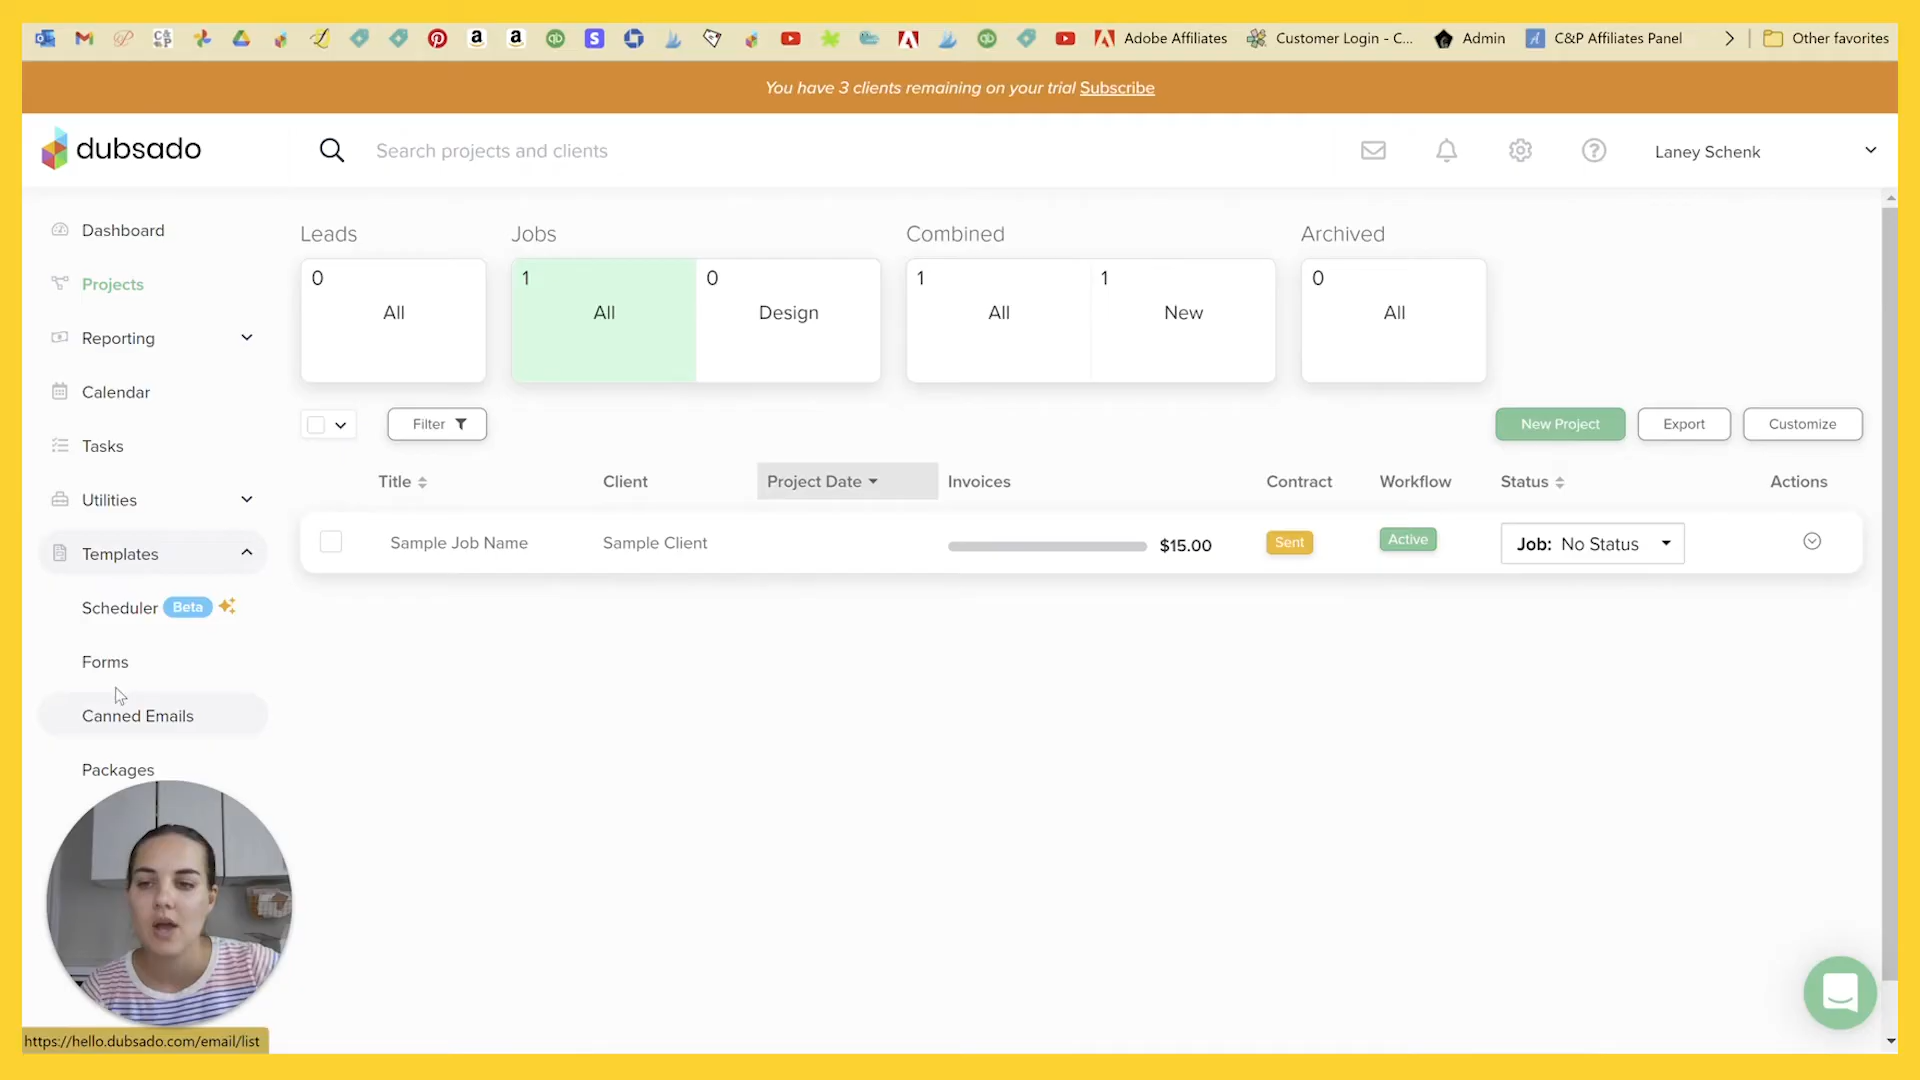 Adobe Affiliates
Customer Login - C...
Admin
C&P Affiliates Panel
Other favorites
You have 3 clients remaining on your trial Subscribe
dubsado
Search projects and clients
Laney Schenk
Dashboard
Projects
Reporting
Calendar
Tasks
Utilities
Templates
Scheduler Beta
Forms
Canned Emails
Packages
Leads
0
All
Jobs
1
All
0
Design
Combined
1
All
1
New
Archived
0
All
Filter
New Project
Export
Customize
Title Client Project Date Invoices Contract Workflow Status Actions
Sample Job Name Sample Client $15.00 Sent Active Job: No Status
https://hello.dubsado.com/email/list